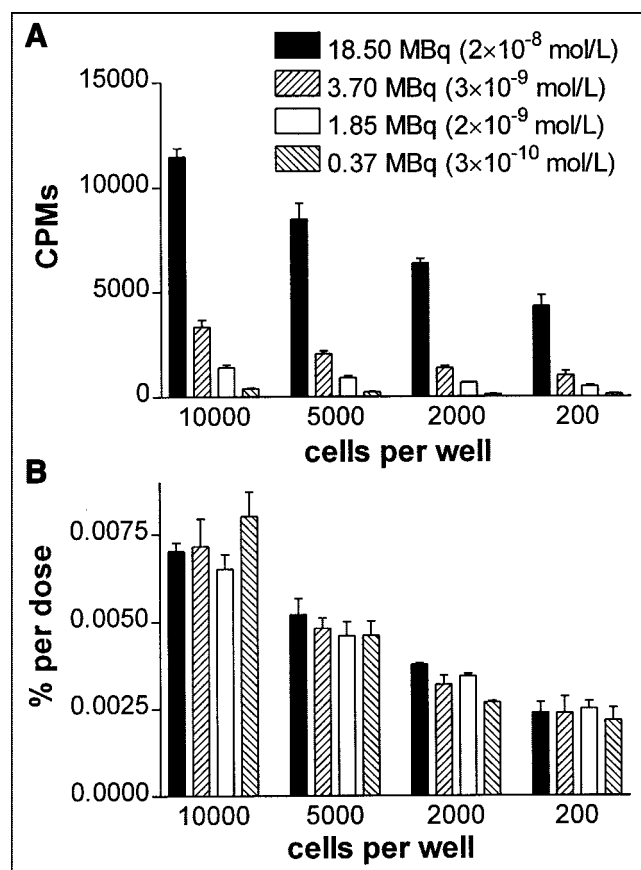 A
18.50 MBq (2×10⁻⁸ mol/L)
3.70 MBq (3×10⁻⁹ mol/L)
1.85 MBq (2×10⁻⁹ mol/L)
0.37 MBq (3×10⁻¹⁰ mol/L)
15000
10000
5000
0
CPMs
10000 5000 2000 200
cells per well
B
0.0075
0.0050
0.0025
0.0000
% per dose
10000 5000 2000 200
cells per well